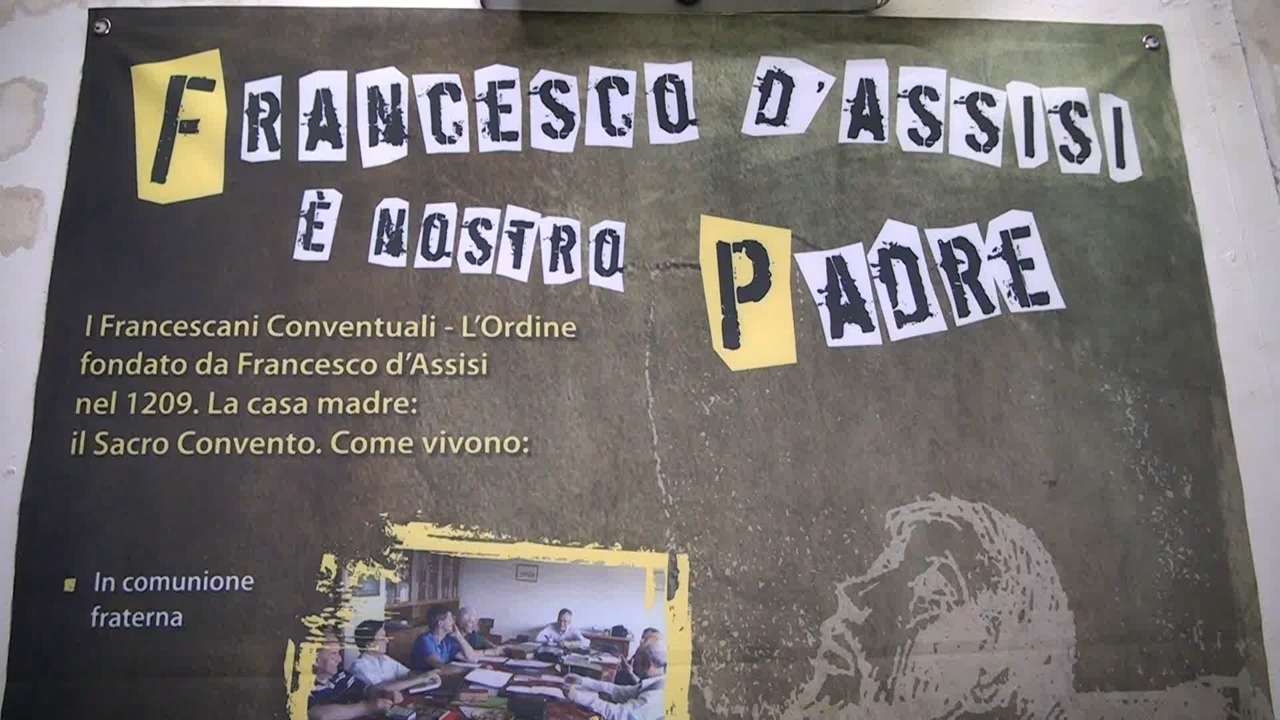 FRANCESCO D'ASSISI
È NOSTRO PADRE
I Francescani Conventuali - L'Ordine
fondato da Francesco d'Assisi
nel 1209. La casa madre:
il Sacro Convento. Come vivono:
In comunione
fraterna